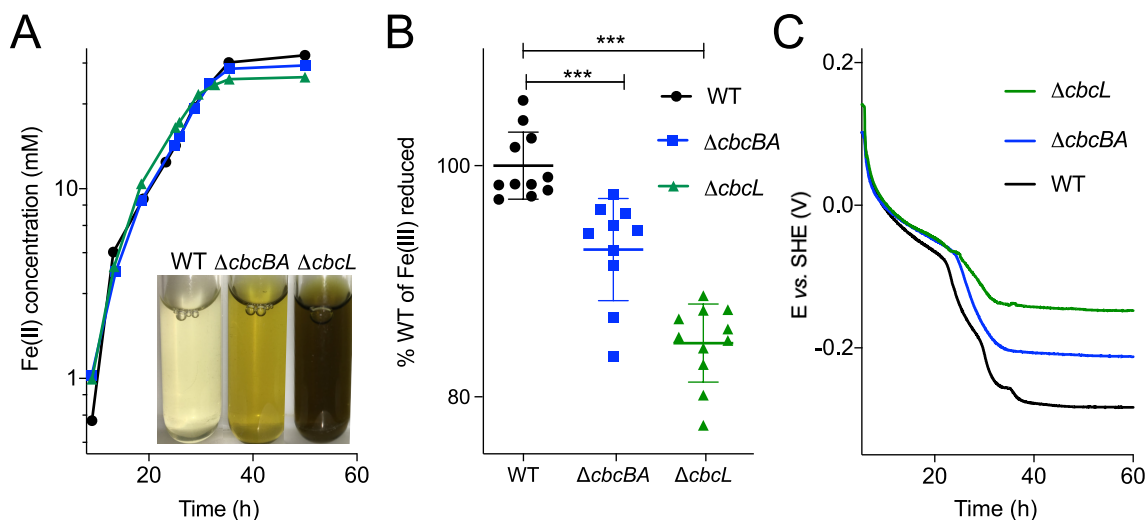 A
Fe(II) concentration (mM)
10
1
20
40
60
Time (h)
WT ΔcbcBA ΔcbcL
B
% WT of Fe(III) reduced
100
80
***
***
WT
ΔcbcBA
ΔcbcL
WT
ΔcbcBA
ΔcbcL
C
E vs. SHE (V)
0.2
0.0
-0.2
20
40
60
Time (h)
ΔcbcL
ΔcbcBA
WT